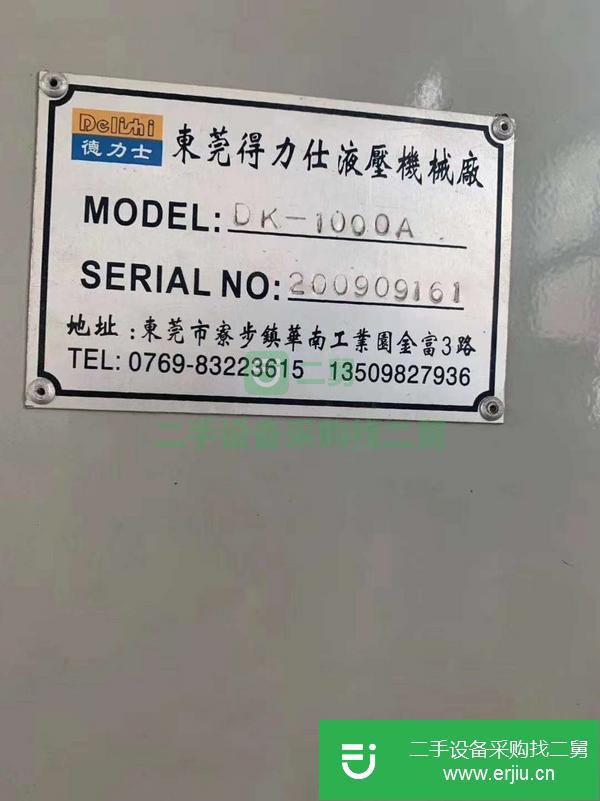 Delishi
德力士
東莞得力仕液壓機械廠
MODEL: DK-1000A
SERIAL NO: 200909161
地址:東莞市寮步鎮華南工業園金富3路
TEL: 0769-83223615 13509827936
二舅
二手设备采购找二舅
二手设备采购找二舅
www.erjiu.cn